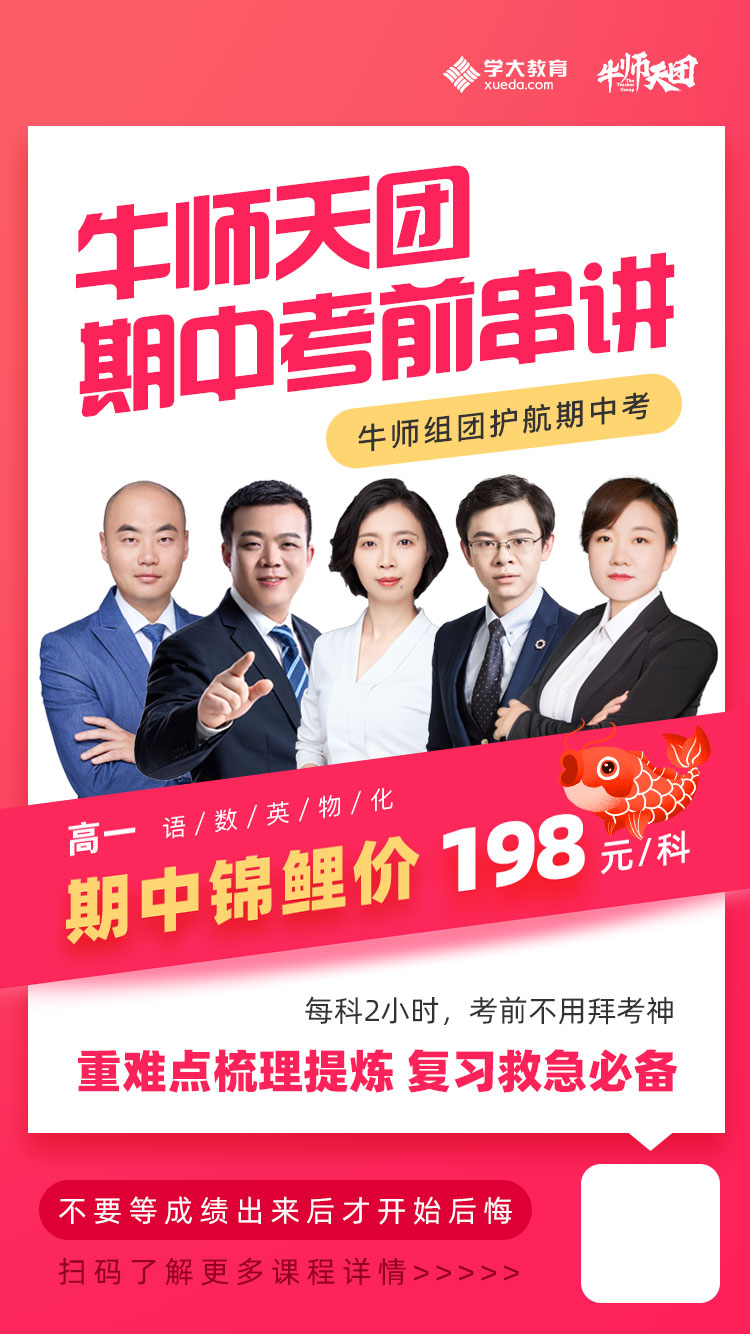 学大教育
xueda.com
牛师天团
The
Teacher
Group
牛师天团
期中考前串讲
牛师组团护航期中考
高一 语/数/英/物/化
期中锦鲤价 198 元/科
每科2小时，考前不用拜考神
重难点梳理提炼 复习救急必备
不要等成绩出来后才开始后悔
扫码了解更多课程详情>>>>>